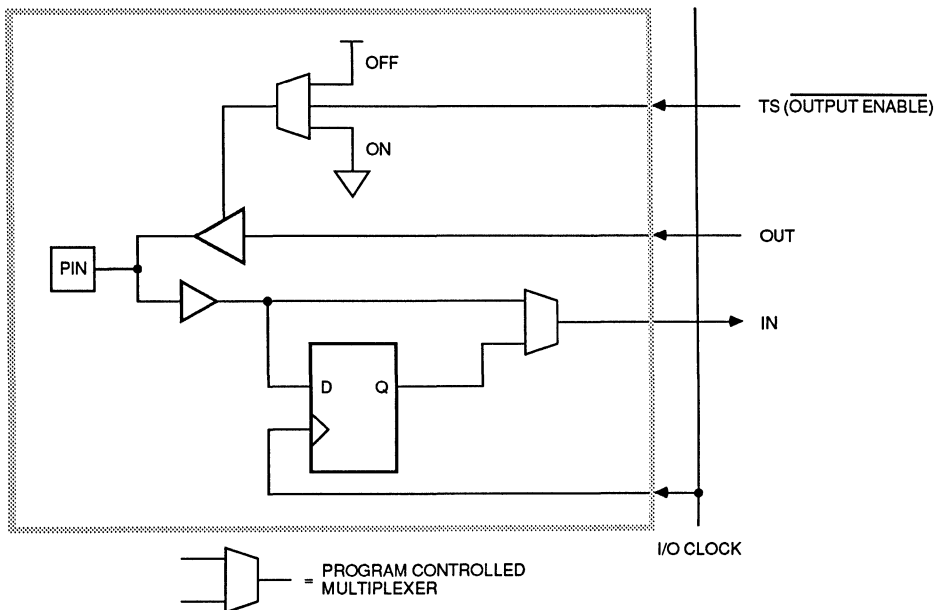 OFF
TS (OUTPUT ENABLE)
ON
OUT
PIN
IN
D Q
I/O CLOCK
= PROGRAM CONTROLLED
MULTIPLEXER